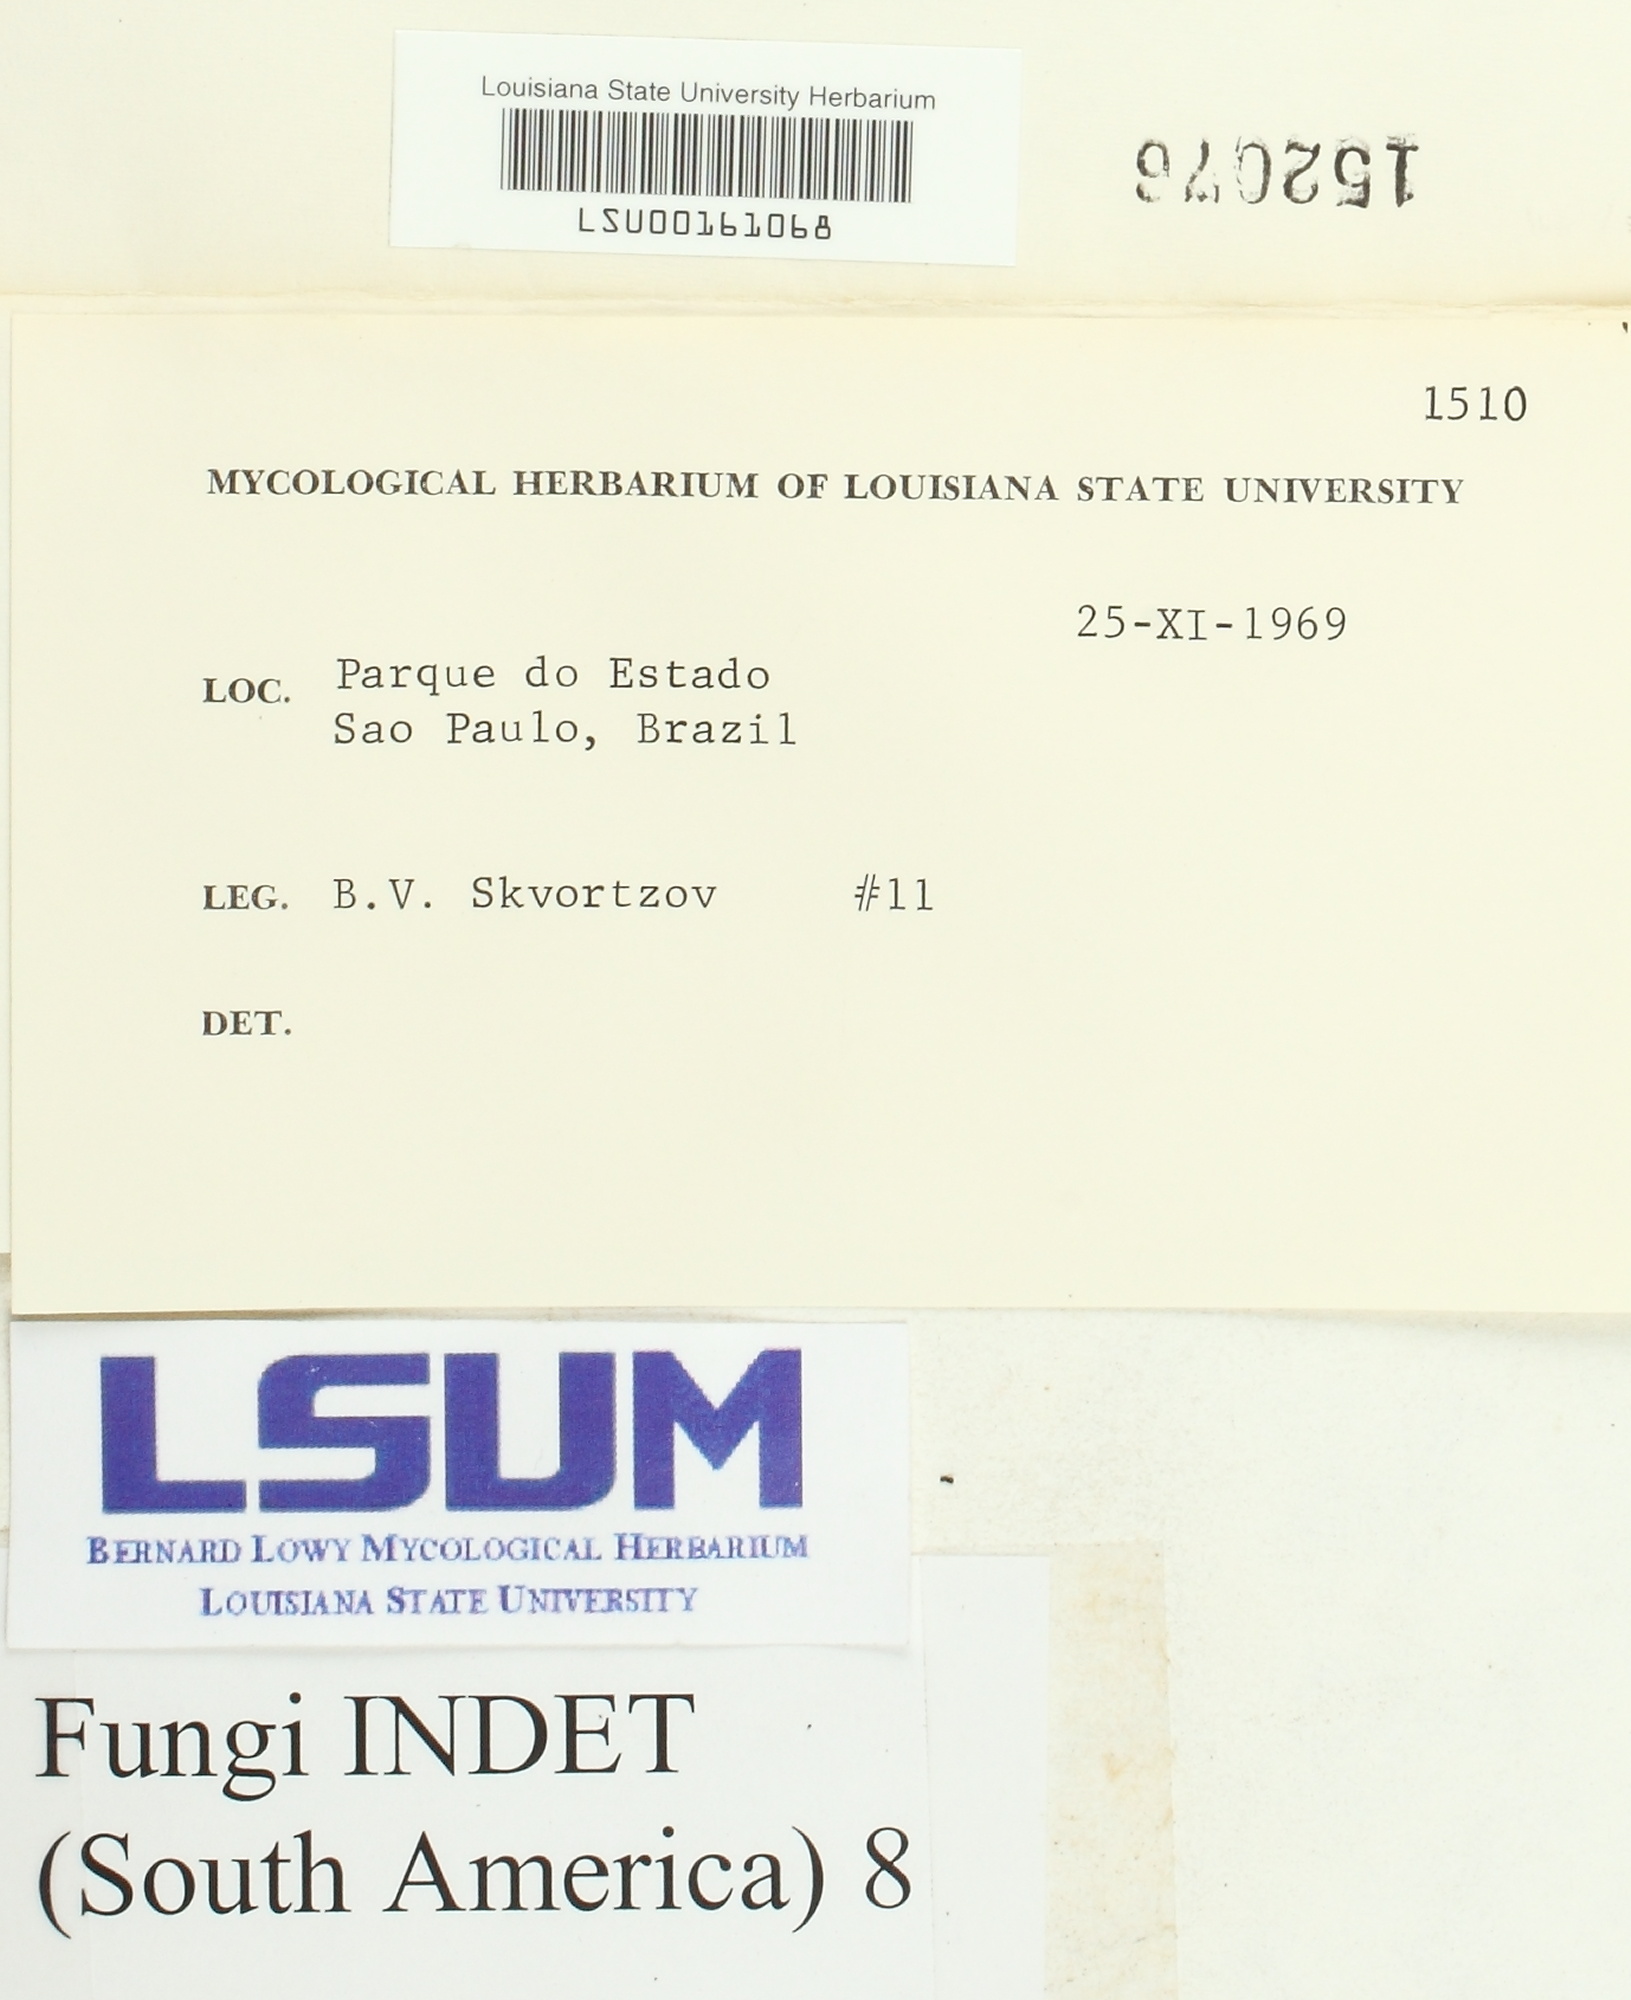 Louisiana State University Herbarium
LSU00161068
152076
1510
MYCOLOGICAL HERBARIUM OF LOUISIANA STATE UNIVERSITY
25-XI-1969
LOC. Parque do Estado
Sao Paulo, Brazil
LEG. B.V. Skvortzov #11
DET.
LSUM
BERNARD LOWY MYCOLOGICAL HERBARIUM
LOUISIANA STATE UNIVERSITY
Fungi INDET
(South America) 8